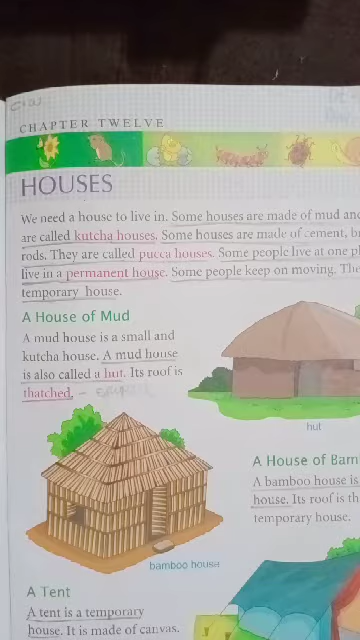 CHAPTER TWELVE
HOUSES
We need a house to live in. Some houses are made of mud and
are called kutcha houses. Some houses are made of cement,
rods. They are called pucca houses. Some people live at one
live in a permanent house. Some people keep on moving.
temporary house.
A House of Mud
A mud house is a small and
kutcha house. A mud house
is also called a hut. Its roof is
thatched.
hut
A House of
A bamboo house is
house. Its roof is
temporary house.
bamboo house
A Tent
A tent is a temporary
house. It is made of canvas.